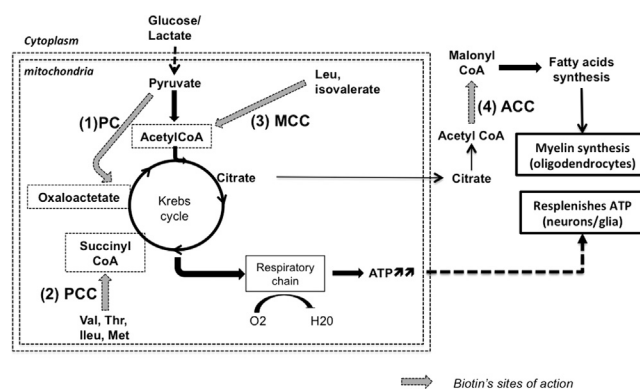 Glucose/
Lactate
Cytoplasm
mitochondria
Pyruvate
Leu,
isovalerate
(1)PC
(3) MCC
AcetylCoA
Citrate
Oxaloactetate
Krebs
cycle
Succinyl
CoA
(2) PCC
Val, Thr,
Ileu, Met
Respiratory
chain
ATP
O2
H20
Malonyl
CoA
Fatty acids
synthesis
(4) ACC
Acetyl CoA
Citrate
Myelin synthesis
(oligodendrocytes)
Resplenishes ATP
(neurons/glia)
Biotin's sites of action